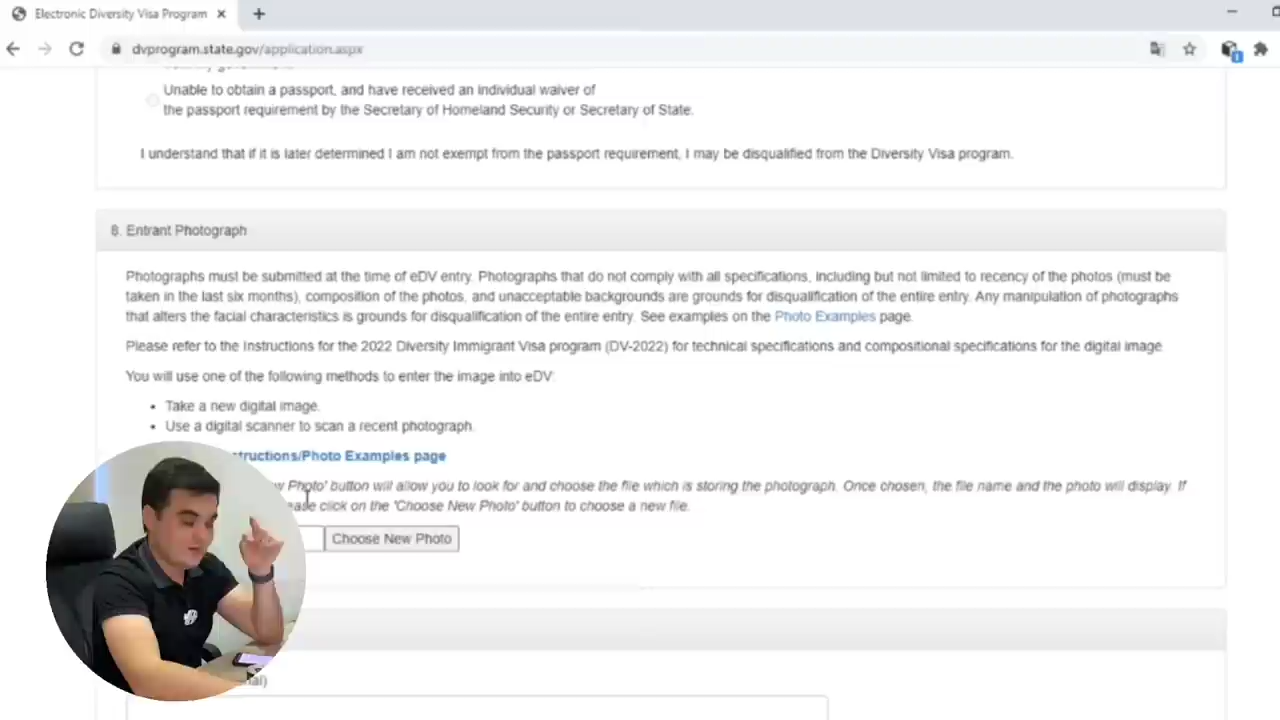 Electronic Diversity Visa Program
dvprogram.state.gov/application.aspx
Unable to obtain a passport, and have received an individual waiver of
the passport requirement by the Secretary of Homeland Security or Secretary of State.
I understand that if it is later determined I am not exempt from the passport requirement, I may be disqualified from the Diversity Visa program.
8. Entrant Photograph
Photographs must be submitted at the time of eDV entry. Photographs that do not comply with all specifications, including but not limited to recency of the photos (must be
taken in the last six months), composition of the photos, and unacceptable backgrounds are grounds for disqualification of the entire entry. Any manipulation of photographs
that alters the facial characteristics is grounds for disqualification of the entire entry. See examples on the Photo Examples page.
Please refer to the Instructions for the 2022 Diversity Immigrant Visa program (DV-2022) for technical specifications and compositional specifications for the digital image.
You will use one of the following methods to enter the image into eDV:
• Take a new digital image.
• Use a digital scanner to scan a recent photograph.
tructions/Photo Examples page
w Photo' button will allow you to look for and choose the file which is storing the photograph. Once chosen, the file name and the photo will display. If
click on the 'Choose New Photo' button to choose a new file.
Choose New Photo